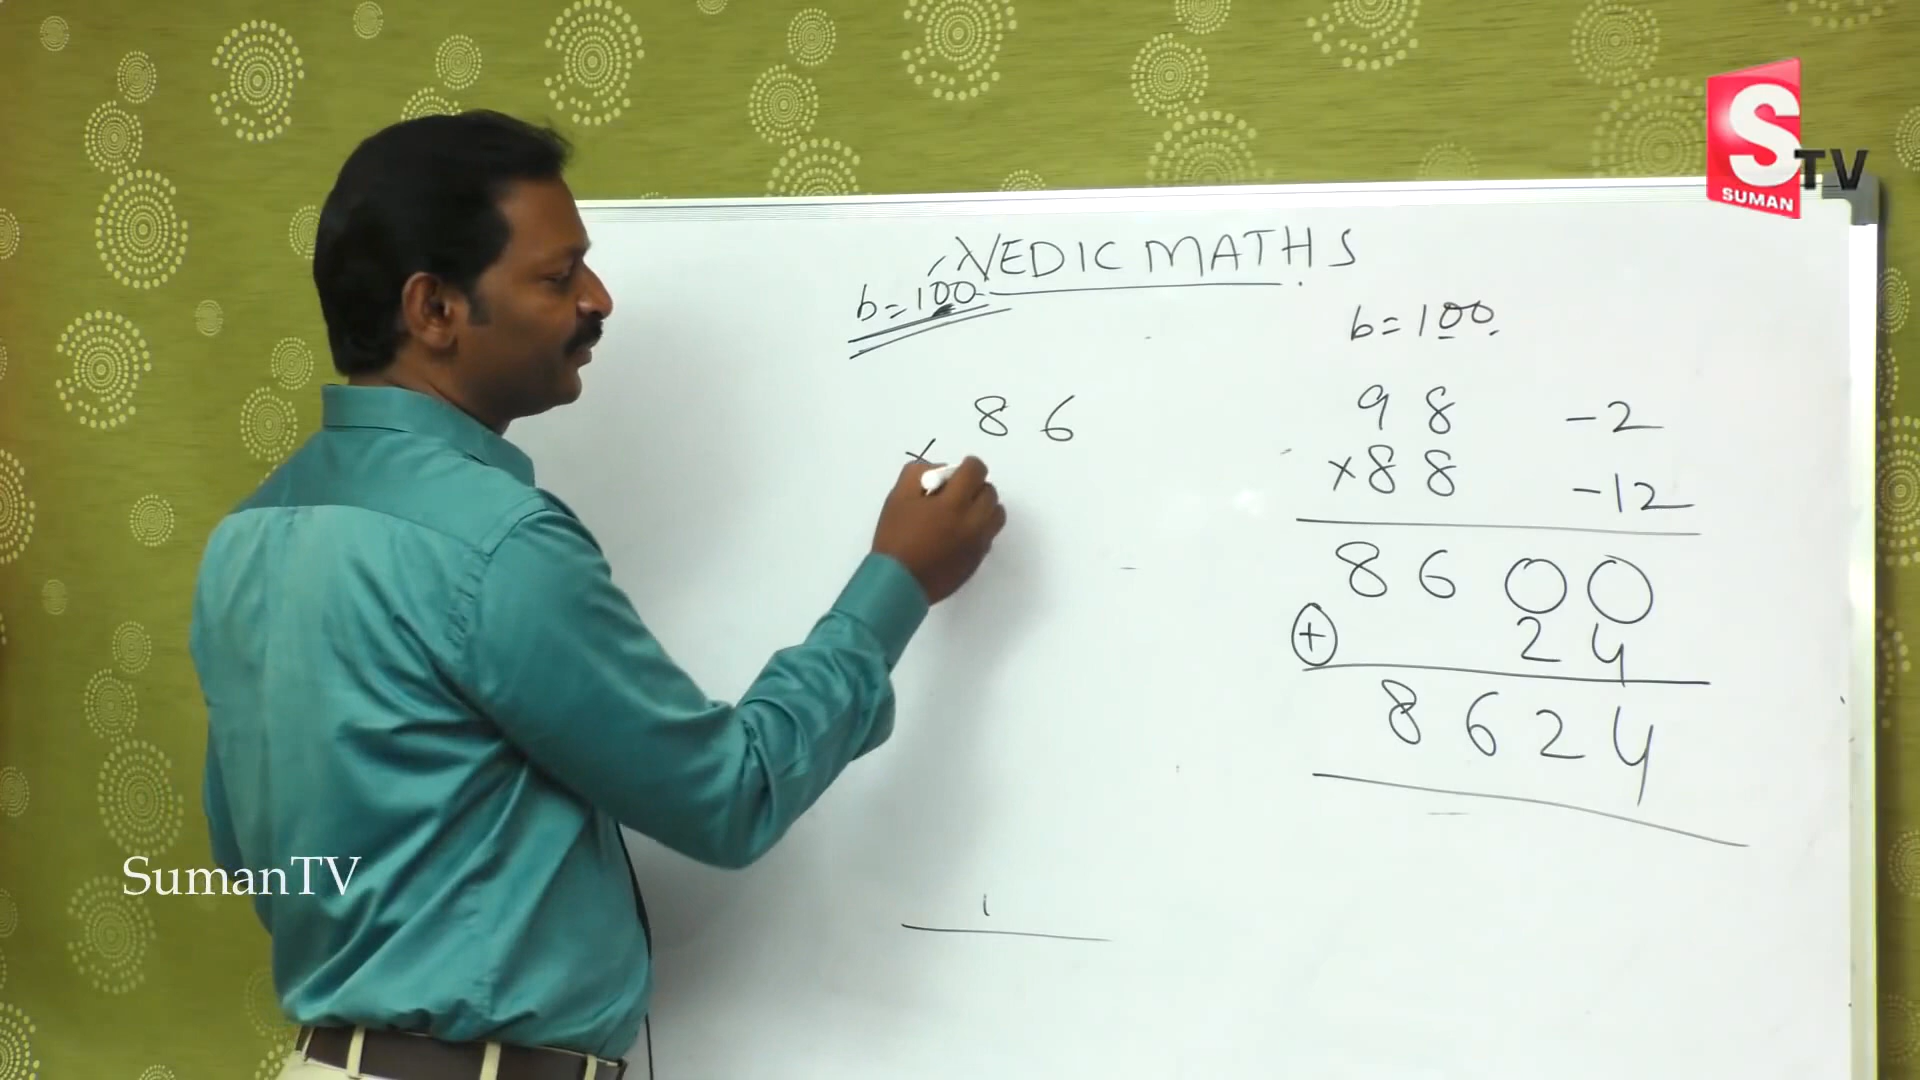 S TV
SUMAN
VEDIC MATHS
b=100
86
×
b=100
98 -2
×88 -12
8600
+ 24
8624
SumanTV